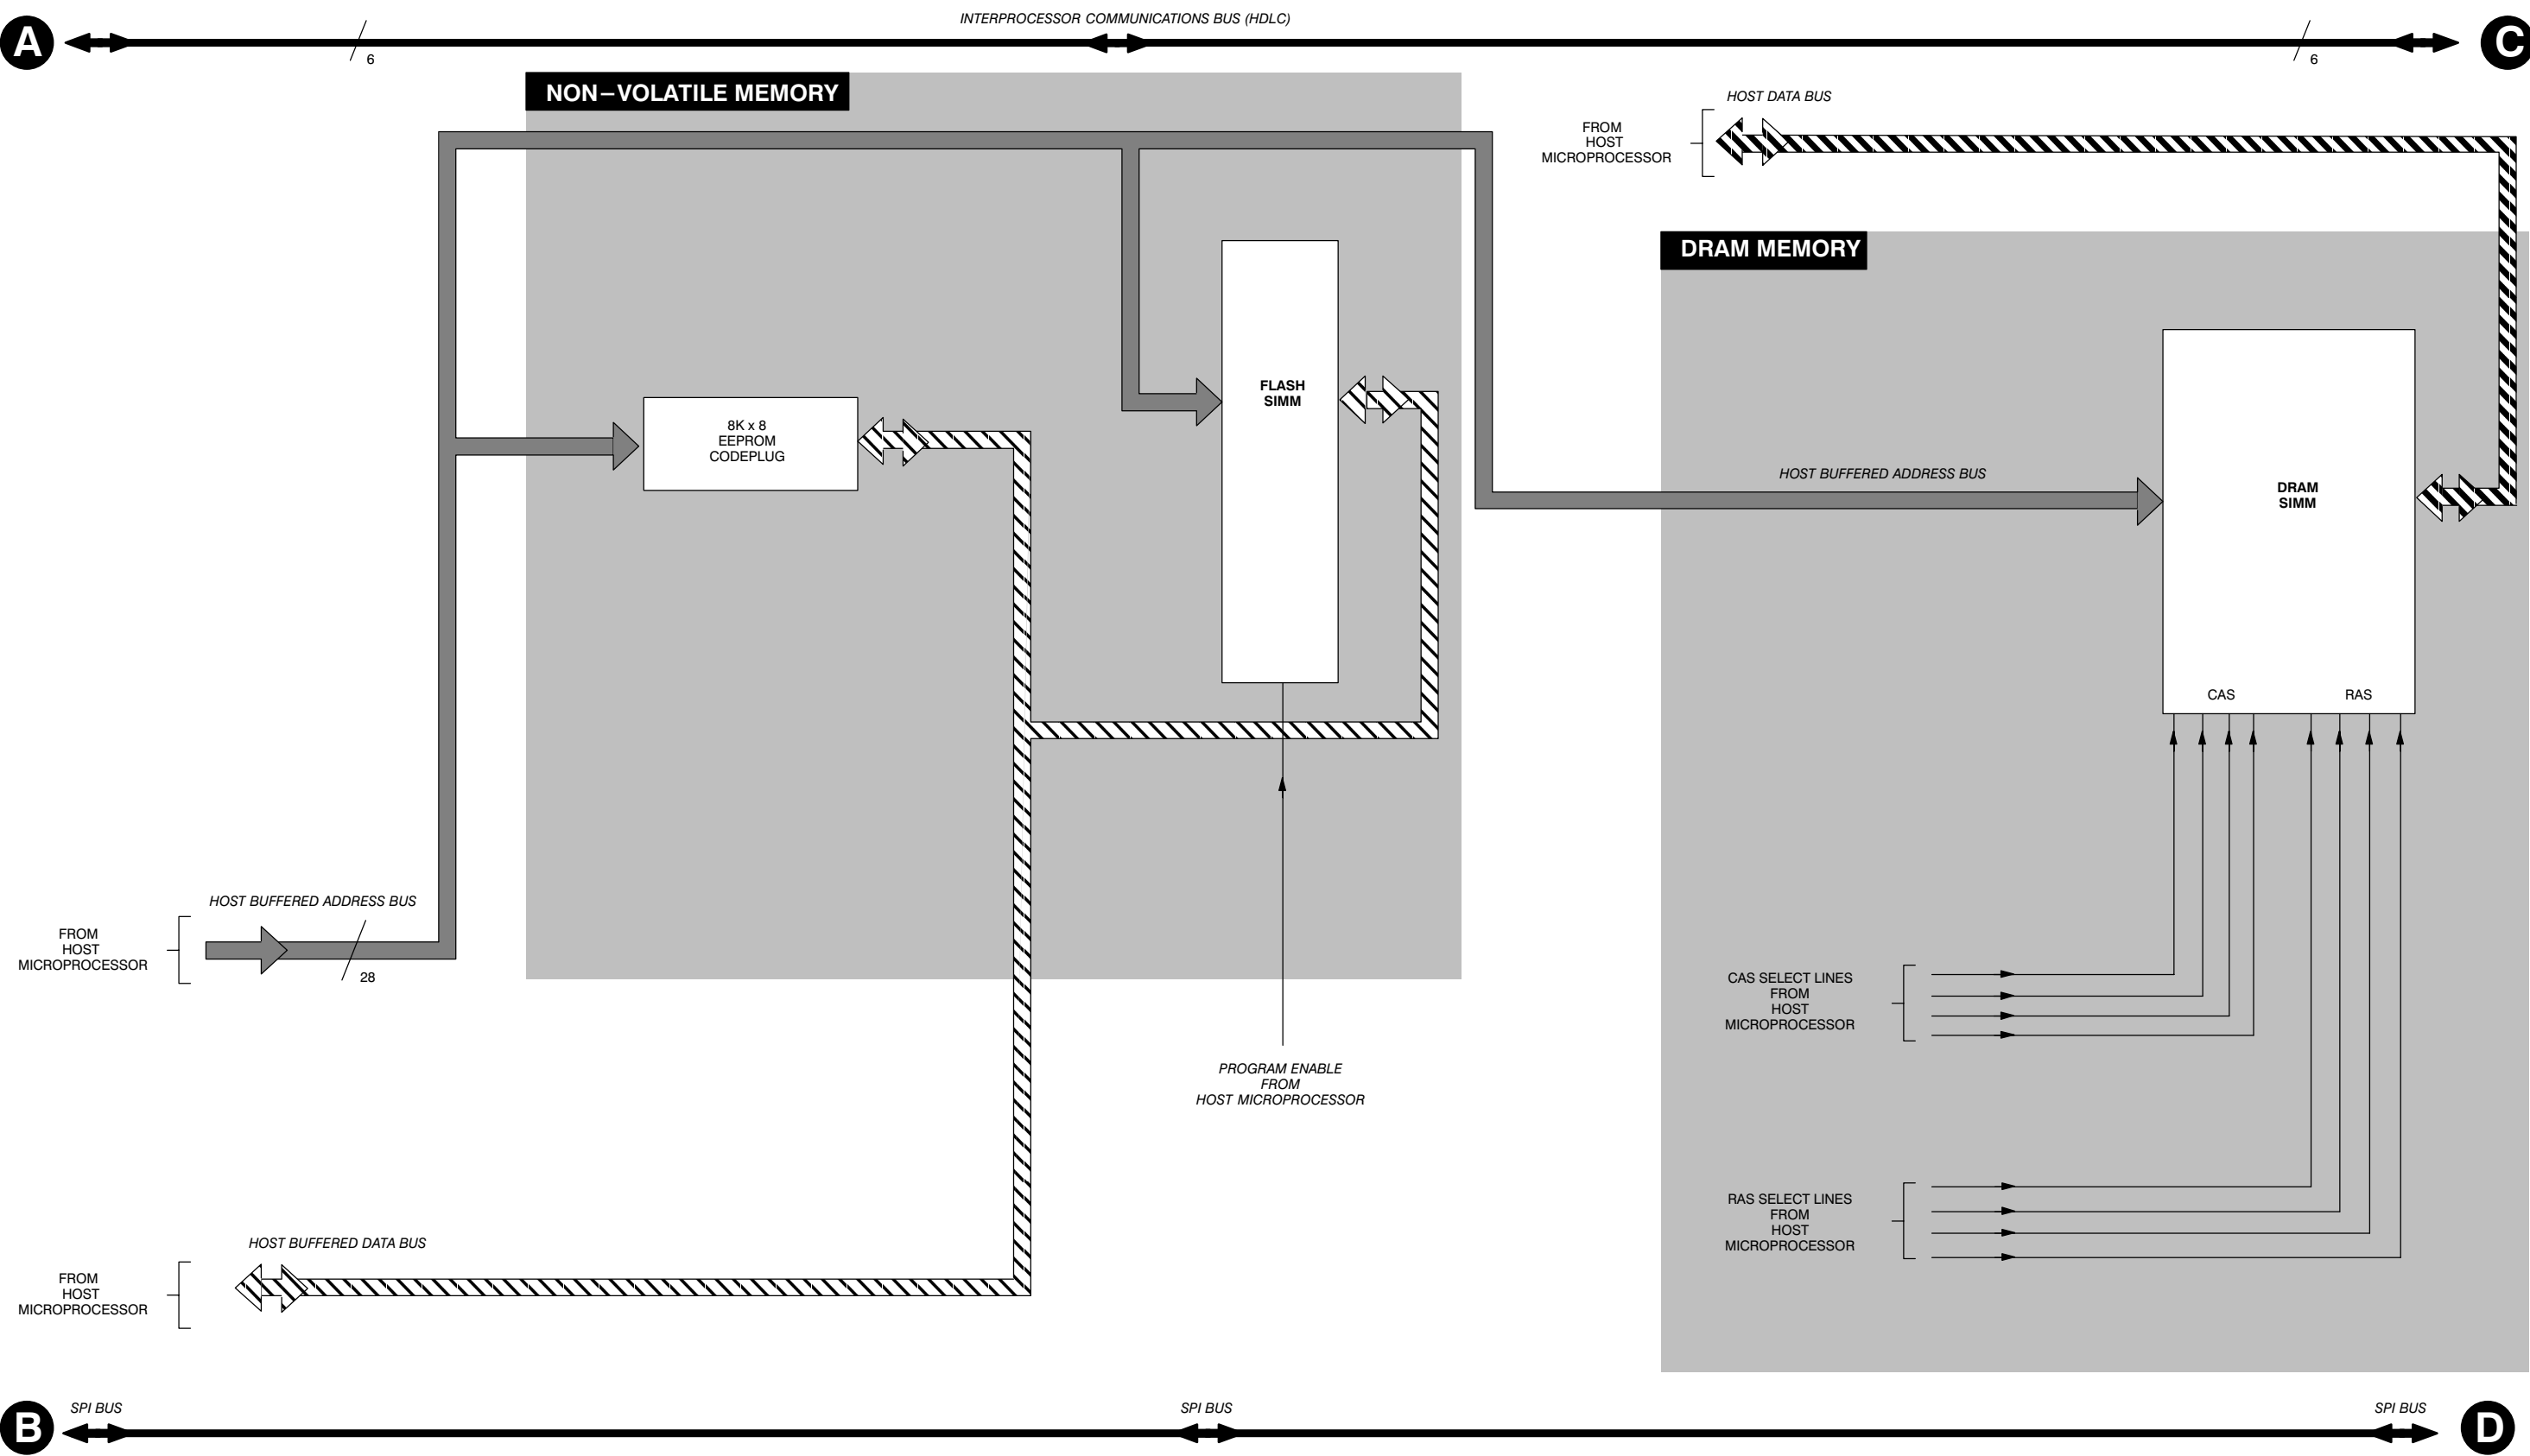 INTERPROCESSOR COMMUNICATIONS BUS (HDLC)
A
C
6
6
NON–VOLATILE MEMORY
HOST DATA BUS
FROM
HOST
MICROPROCESSOR
DRAM MEMORY
FLASH
SIMM
8K x 8
EEPROM
CODEPLUG
HOST BUFFERED ADDRESS BUS
DRAM
SIMM
CAS
RAS
HOST BUFFERED ADDRESS BUS
FROM
HOST
MICROPROCESSOR
28
CAS SELECT LINES
FROM
HOST
MICROPROCESSOR
PROGRAM ENABLE
FROM
HOST MICROPROCESSOR
RAS SELECT LINES
FROM
HOST
MICROPROCESSOR
HOST BUFFERED DATA BUS
FROM
HOST
MICROPROCESSOR
SPI BUS
SPI BUS
SPI BUS
B
D